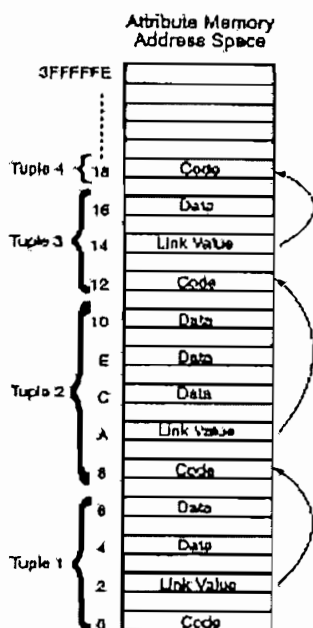 Attribute Memory
Address Space
3FFFFFE
Tuple 4 18 Code
16 Data
Tuple 3 14 Link Value
12 Code
10 Data
E Data
Tuple 2 C Data
A Link Value
8 Code
6 Data
Tuple 1 4 Data
2 Link Value
0 Code